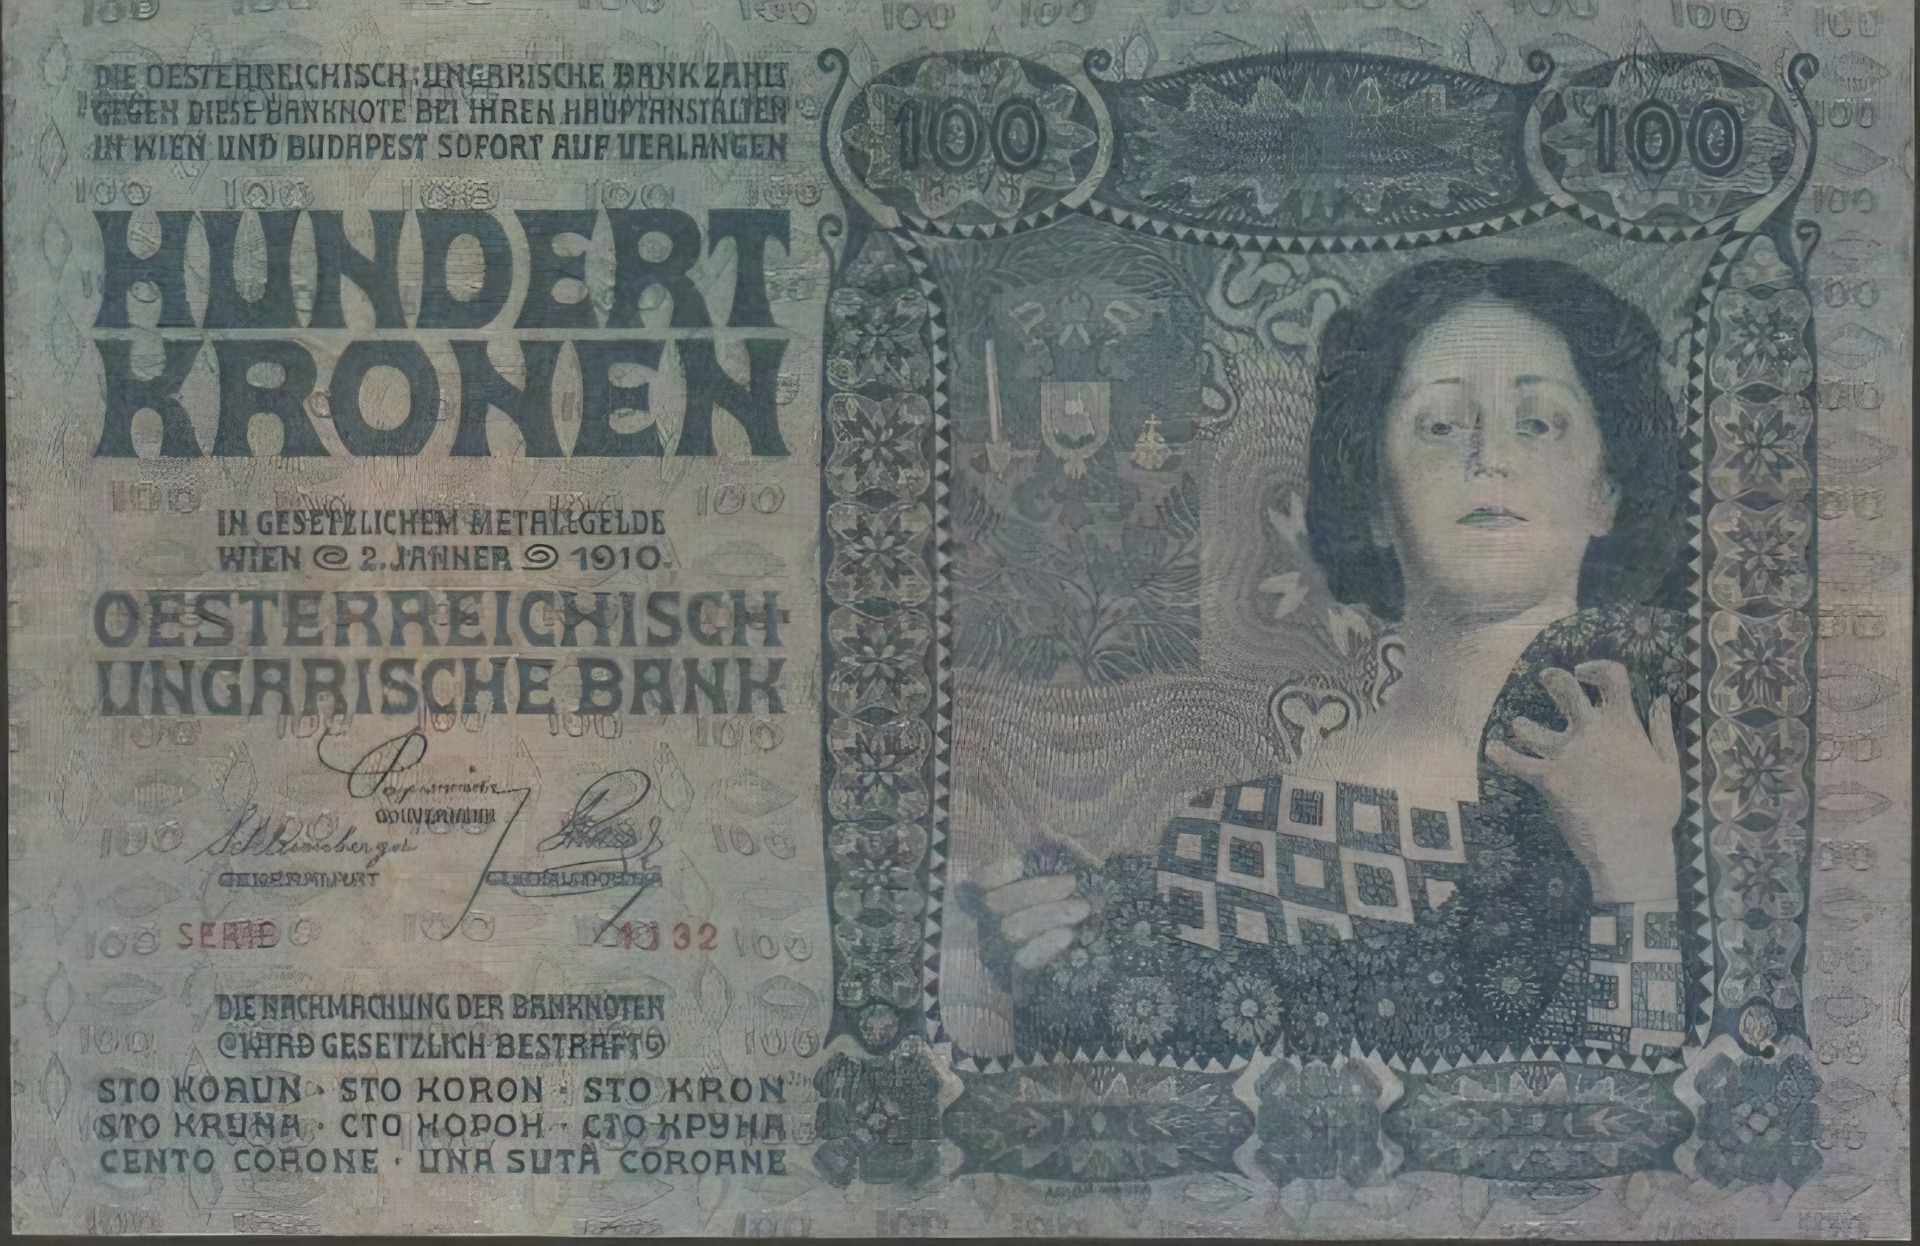 DIE OESTERREICHISCH-UNGARISCHE BANK ZAHLT
GEGEN DIESE BANKNOTE BEI IHREN HAUPTANSTALTEN
IN WIEN UND BUDAPEST SOFORT AUF VERLANGEN
100 100
HUNDERT
KRONEN
IN GESETZLICHEM METALLGELDE
WIEN 2. JÄNNER 1910.
OESTERREICHISCH
UNGARISCHE BANK
SERIE
DIE NACHMACHUNG DER BANKNOTEN
WIRD GESETZLICH BESTRAFT
STO KORUN · STO KORON · STO KRON
STO KRUNA · СТО КОРОН · СТО КРУНА
CENTO CORONE · UNA SUTĂ COROANE